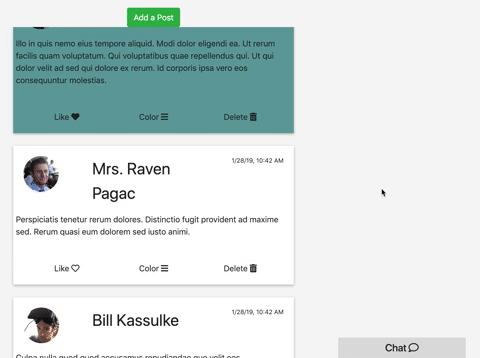 Add a Post
Illo in quis nemo eius tempore aliquid. Modi dolor eligendi ea. Ut rerum
facilis quam voluptatum. Qui voluptatibus quae repellendus qui. Ut qui
dolor velit ad sed qui dolore ex rerum. Id corporis ipsa vero eos
consequuntur molestias.
Like Color Delete
Mrs. Raven
Pagac
1/28/19, 10:42 AM
Perspiciatis tenetur rerum dolores. Distinctio fugit provident ad maxime
sed. Rerum quasi eum dolorem sed iusto animi.
Like Color Delete
Bill Kassulke
1/28/19, 10:42 AM
Chat